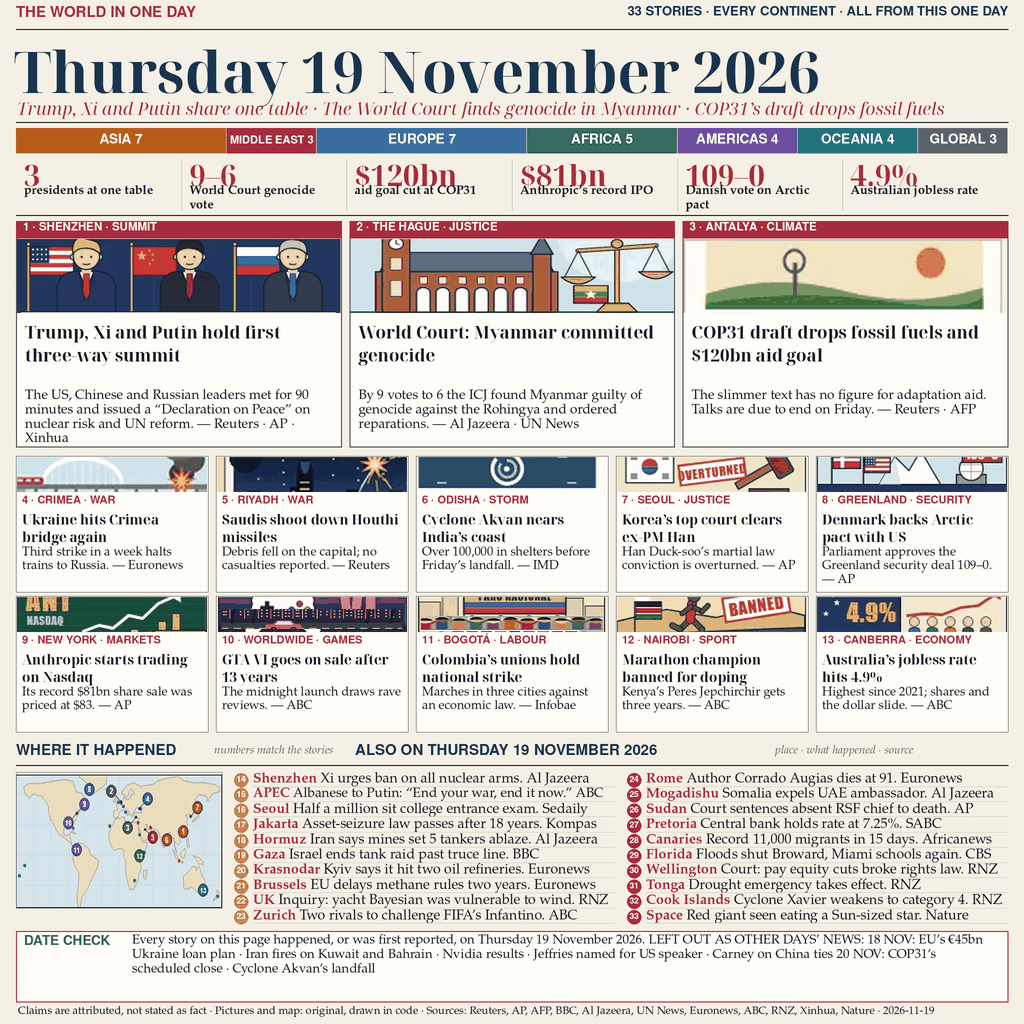 THE WORLD IN ONE DAY
33 STORIES · EVERY CONTINENT · ALL FROM THIS ONE DAY
Thursday 19 November 2026
Trump, Xi and Putin share one table · The World Court finds genocide in Myanmar · COP31's draft drops fossil fuels
ASIA 7
MIDDLE EAST 3
EUROPE 7
AFRICA 5
AMERICAS 4
OCEANIA 4
GLOBAL 3
3
presidents at one table
9–6
World Court genocide
vote
$120bn
aid goal cut at COP31
$81bn
Anthropic's record IPO
109–0
Danish vote on Arctic
pact
4.9%
Australian jobless rate
1 · SHENZHEN · SUMMIT
Trump, Xi and Putin hold first
three-way summit
The US, Chinese and Russian leaders met for 90
minutes and issued a “Declaration on Peace” on
nuclear risk and UN reform. — Reuters · AP ·
Xinhua
2 · THE HAGUE · JUSTICE
World Court: Myanmar committed
genocide
By 9 votes to 6 the ICJ found Myanmar guilty of
genocide against the Rohingya and ordered
reparations. — Al Jazeera · UN News
3 · ANTALYA · CLIMATE
COP31 draft drops fossil fuels and
$120bn aid goal
The slimmer text has no figure for adaptation aid.
Talks are due to end on Friday. — Reuters · AFP
4 · CRIMEA · WAR
Ukraine hits Crimea
bridge again
Third strike in a week halts
trains to Russia. — Euronews
5 · RIYADH · WAR
Saudis shoot down Houthi
missiles
Debris fell on the capital; no
casualties reported. — Reuters
6 · ODISHA · STORM
Cyclone Akvan nears
India's coast
Over 100,000 in shelters before
Friday's landfall. — IMD
OVERTURNED
7 · SEOUL · JUSTICE
Korea's top court clears
ex-PM Han
Han Duck-soo's martial law
conviction is overturned. — AP
8 · GREENLAND · SECURITY
Denmark backs Arctic
pact with US
Parliament approves the
Greenland security deal 109–0.
— AP
NASDAQ
9 · NEW YORK · MARKETS
Anthropic starts trading
on Nasdaq
Its record $81bn share sale was
priced at $83. — AP
10 · WORLDWIDE · GAMES
GTA VI goes on sale after
13 years
The midnight launch draws rave
reviews. — ABC
PARO NACIONAL
11 · BOGOTÁ · LABOUR
Colombia's unions hold
national strike
Marches in three cities against
an economic law. — Infobae
BANNED
12 · NAIROBI · SPORT
Marathon champion
banned for doping
Kenya's Peres Jepchirchir gets
three years. — ABC
4.9%
13 · CANBERRA · ECONOMY
Australia's jobless rate
hits 4.9%
Highest since 2021; shares and
the dollar slide. — ABC
WHERE IT HAPPENED
numbers match the stories
ALSO ON THURSDAY 19 NOVEMBER 2026
place · what happened · source
14 Shenzhen Xi urges ban on all nuclear arms. Al Jazeera
15 APEC Albanese to Putin: “End your war, end it now.” ABC
16 Seoul Half a million sit college entrance exam. Sedaily
17 Jakarta Asset-seizure law passes after 18 years. Kompas
18 Hormuz Iran says mines set 5 tankers ablaze. Al Jazeera
19 Gaza Israel ends tank raid past truce line. BBC
20 Krasnodar Kyiv says it hit two oil refineries. Euronews
21 Brussels EU delays methane rules two years. Euronews
22 UK Inquiry: yacht Bayesian was vulnerable to wind. RNZ
23 Zurich Two rivals to challenge FIFA's Infantino. ABC
24 Rome Author Corrado Augias dies at 91. Euronews
25 Mogadishu Somalia expels UAE ambassador. Al Jazeera
26 Sudan Court sentences absent RSF chief to death. AP
27 Pretoria Central bank holds rate at 7.25%. SABC
28 Canaries Record 11,000 migrants in 15 days. Africanews
29 Florida Floods shut Broward, Miami schools again. CBS
30 Wellington Court: pay equity cuts broke rights law. RNZ
31 Tonga Drought emergency takes effect. RNZ
32 Cook Islands Cyclone Xavier weakens to category 4. RNZ
33 Space Red giant seen eating a Sun-sized star. Nature
DATE CHECK
Every story on this page happened, or was first reported, on Thursday 19 November 2026. LEFT OUT AS OTHER DAYS' NEWS: 18 NOV: EU's €45bn
Ukraine loan plan · Iran fires on Kuwait and Bahrain · Nvidia results · Jeffries named for US speaker · Carney on China ties 20 NOV: COP31's
scheduled close · Cyclone Akvan's landfall
Claims are attributed, not stated as fact · Pictures and map: original, drawn in code · Sources: Reuters, AP, AFP, BBC, Al Jazeera, UN News, Euronews, ABC, RNZ, Xinhua, Nature · 2026-11-19